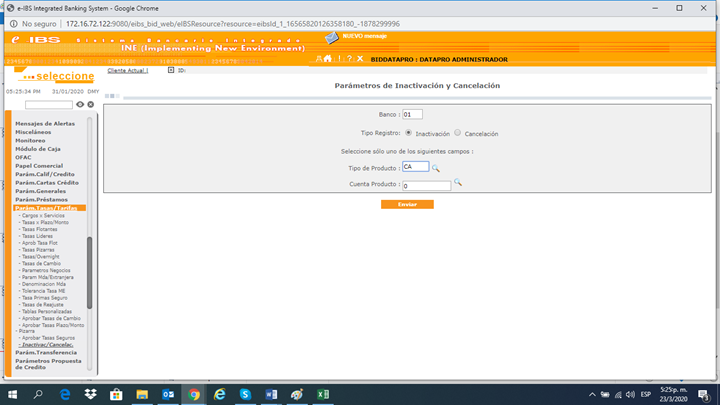 e-IBS Integrated Banking System - Google Chrome
No seguro | 172.16.72.122:9080/eibs_bid_web/eIBSResource?resource=eibsId_1_16565820126358180_-1878299996
e-IBS Sistema Bancario Integrado
INE (Implementing New Environment)
NUEVO mensaje
BIDDATAPRO : DATAPRO ADMINISTRADOR
...seleccione
Cliente Actual | ID:
05:25:34 PM 31/01/2020 DMY
Parámetros de Inactivación y Cancelación
Banco : 01
Tipo Registro: Inactivación Cancelación
Seleccione sólo uno de los siguientes campos :
Tipo de Producto : CA
Cuenta Producto : 0
Enviar
Mensajes de Alertas
Misceláneos
Monitoreo
Módulo de Caja
OFAC
Papel Comercial
Parám.Calif/Credito
Parám.Cartas Crédito
Parám.Generales
Parám.Préstamos
Parám.Tasas/Tarifas
- Cargos x Servicios
- Tasas x Plazo/Monto
- Tasas Flotantes
- Tasas Lideres
- Aprob Tasa Flot
- Tasas Pizarras
- Tasas/Overnight
- Tasas de Cambio
- Parametros Negocios
- Param Mda/Extranjera
- Denominacion Mda
- Tolerencia Tasa ME
- Tasa Primas Seguro
- Tasas de Reajuste
- Tablas Personalizadas
- Aprobar Tasas de Cambio
- Aprobar Tasas Plazo/Monto
- Pizarra
- Aprobar Tasas Seguros
- Inactivac/Cancelac.
Parám.Transferencia
Parámetros Propuesta
de Credito
ESP
5:25 p. m.
23/3/2020